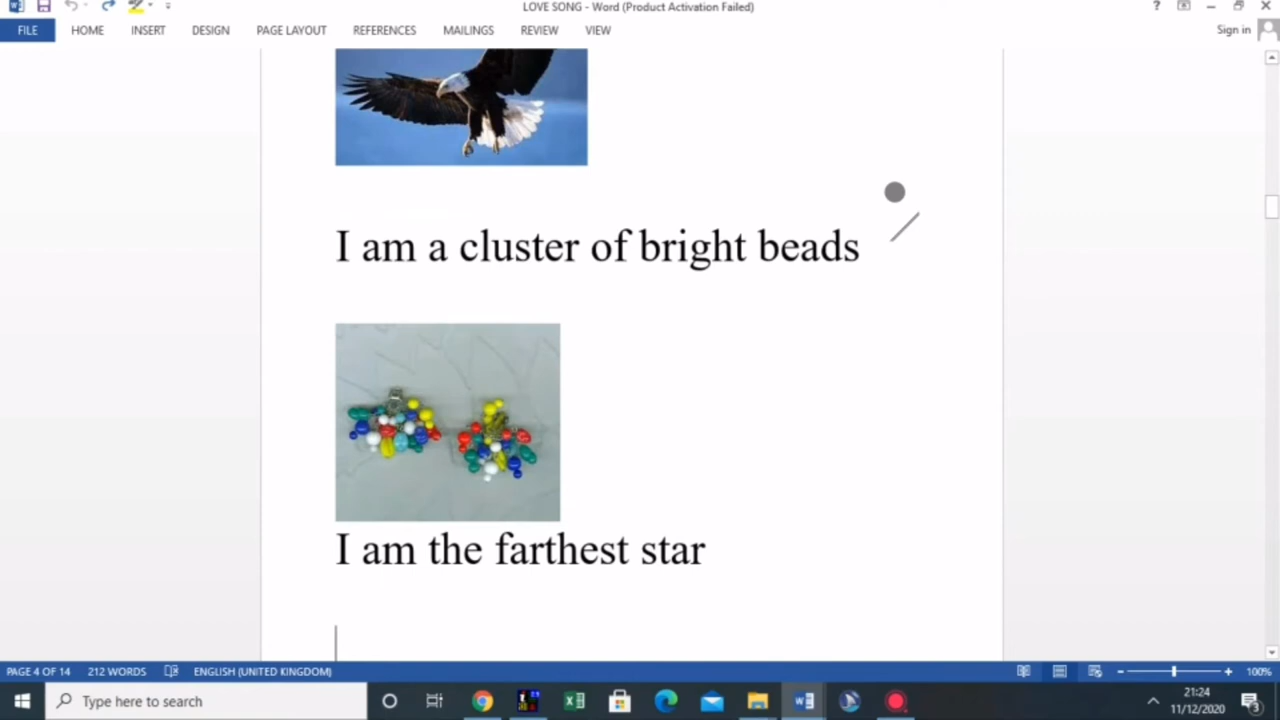 LOVE SONG - Word (Product Activation Failed)
?
FILE HOME INSERT DESIGN PAGE LAYOUT REFERENCES MAILINGS REVIEW VIEW
Sign in
I am a cluster of bright beads
I am the farthest star
PAGE 4 OF 14 212 WORDS ENGLISH (UNITED KINGDOM)
100%
Type here to search
21:24
11/12/2020
3